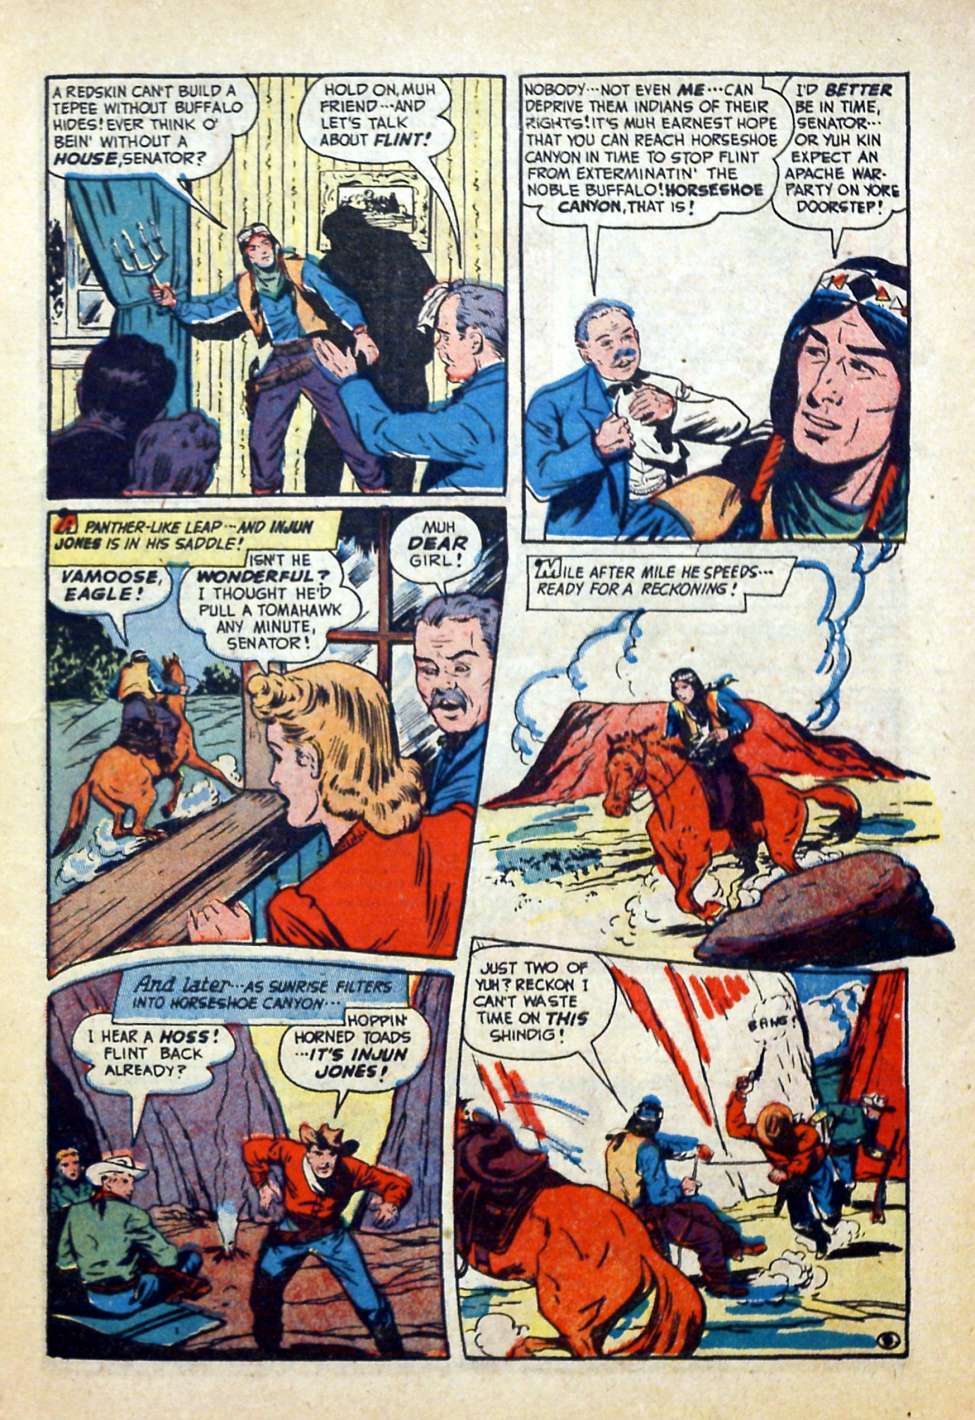 A REDSKIN CAN'T BUILD A
TEPEE WITHOUT BUFFALO
HIDES! EVER THINK O'
BEIN' WITHOUT A
HOUSE, SENATOR?
HOLD ON, MUH
FRIEND---AND
LET'S TALK
ABOUT FLINT!
NOBODY---NOT EVEN ME---CAN
DEPRIVE THEM INDIANS OF THEIR
RIGHTS! IT'S MUH EARNEST HOPE
THAT YOU CAN REACH HORSESHOE
CANYON IN TIME TO STOP FLINT
FROM EXTERMINATIN' THE
NOBLE BUFFALO! HORSESHOE
CANYON, THAT IS!
I'D BETTER
BE IN TIME,
SENATOR---
OR YUH KIN
EXPECT AN
APACHE WAR-
PARTY ON YORE
DOORSTEP!
A PANTHER-LIKE LEAP---AND INJUN
JONES IS IN HIS SADDLE!
VAMOOSE,
EAGLE!
ISN'T HE
WONDERFUL?
I THOUGHT HE'D
PULL A TOMAHAWK
ANY MINUTE,
SENATOR!
MUH
DEAR
GIRL!
MILE AFTER MILE HE SPEEDS---
READY FOR A RECKONING!
And later---AS SUNRISE FILTERS
INTO HORSESHOE CANYON---
I HEAR A HOSS!
FLINT BACK
ALREADY?
HOPPIN'
HORNED TOADS
---IT'S INJUN
JONES!
JUST TWO OF
YUH? RECKON I
CAN'T WASTE
TIME ON THIS
SHINDIG!
BANG!